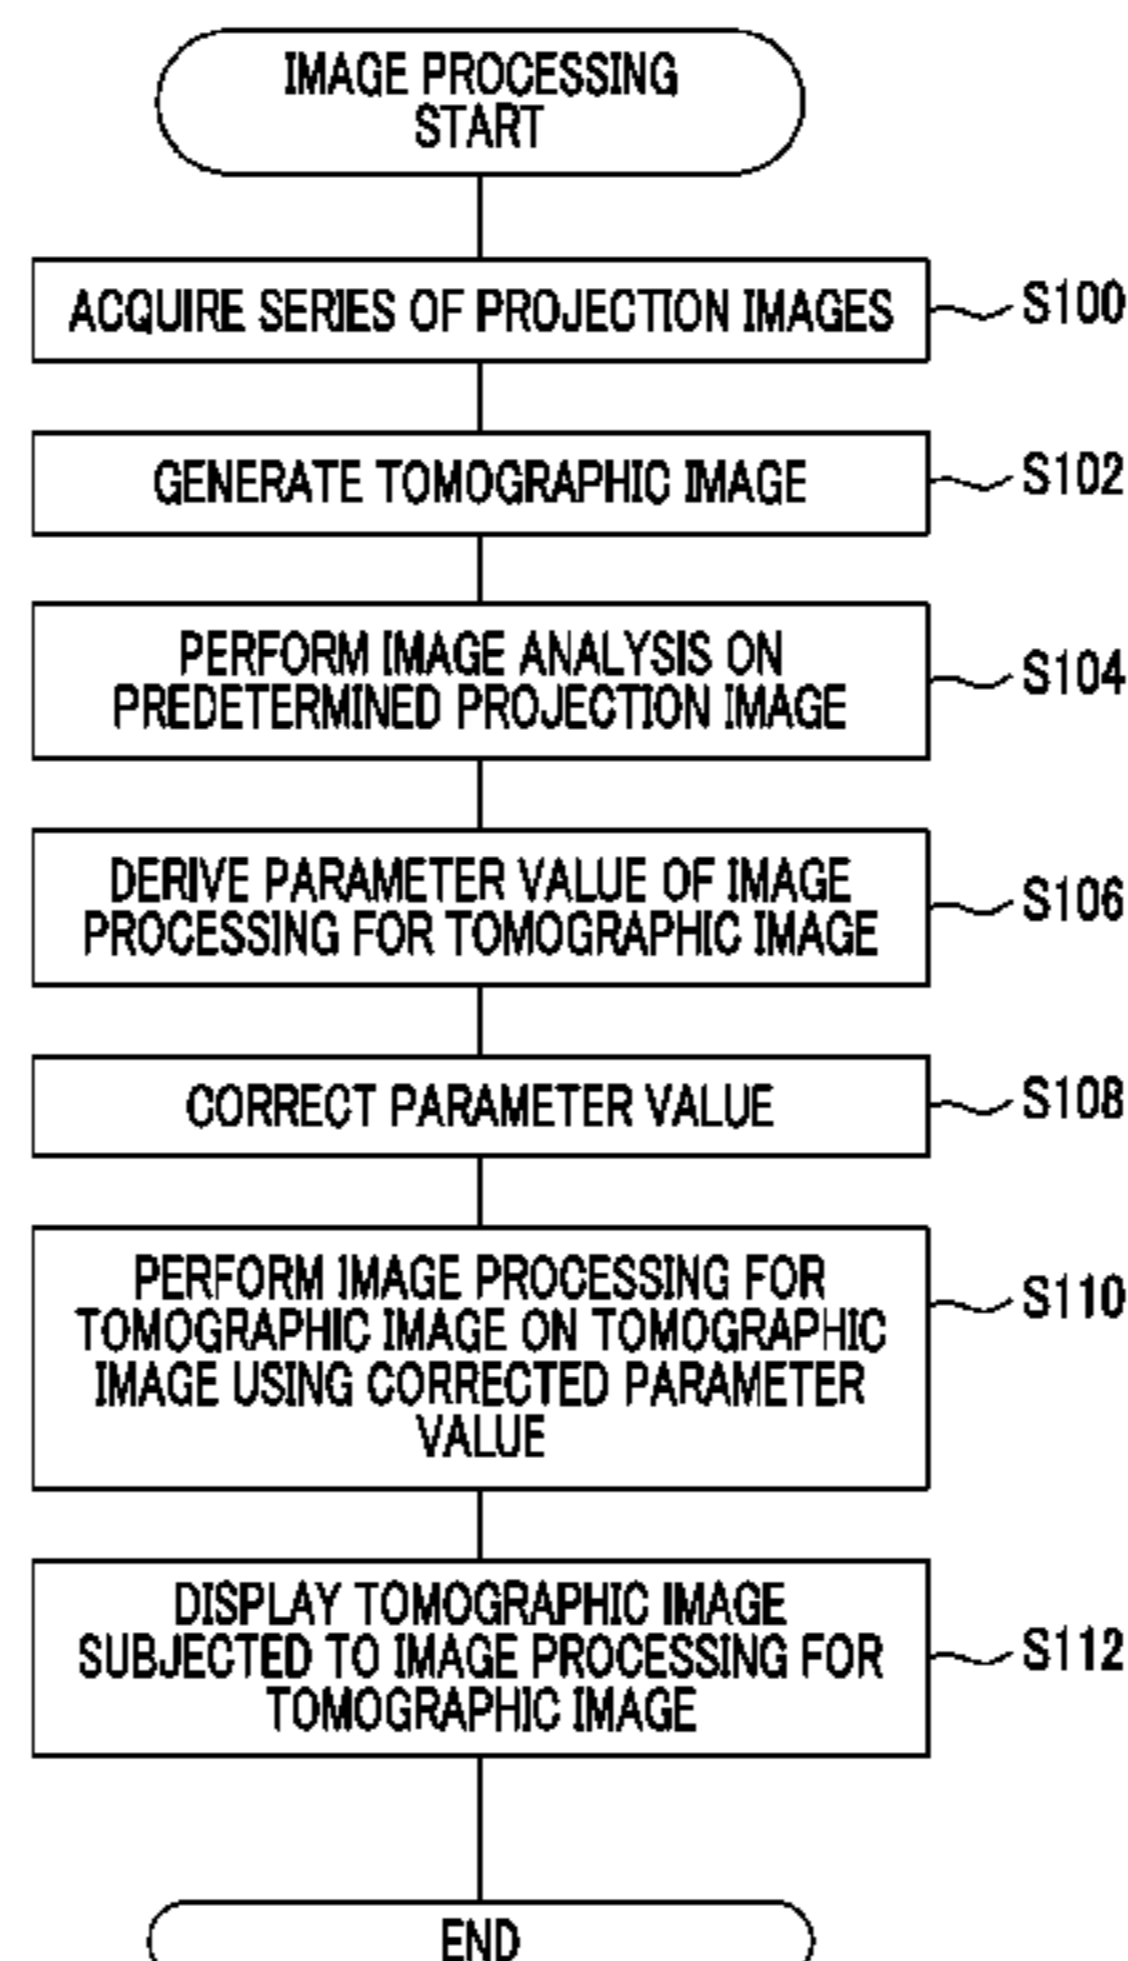 IMAGE PROCESSING
START
ACQUIRE SERIES OF PROJECTION IMAGES
S100
GENERATE TOMOGRAPHIC IMAGE
S102
PERFORM IMAGE ANALYSIS ON
PREDETERMINED PROJECTION IMAGE
S104
DERIVE PARAMETER VALUE OF IMAGE
PROCESSING FOR TOMOGRAPHIC IMAGE
S106
CORRECT PARAMETER VALUE
S108
PERFORM IMAGE PROCESSING FOR
TOMOGRAPHIC IMAGE ON TOMOGRAPHIC
IMAGE USING CORRECTED PARAMETER
VALUE
S110
DISPLAY TOMOGRAPHIC IMAGE
SUBJECTED TO IMAGE PROCESSING FOR
TOMOGRAPHIC IMAGE
S112
END